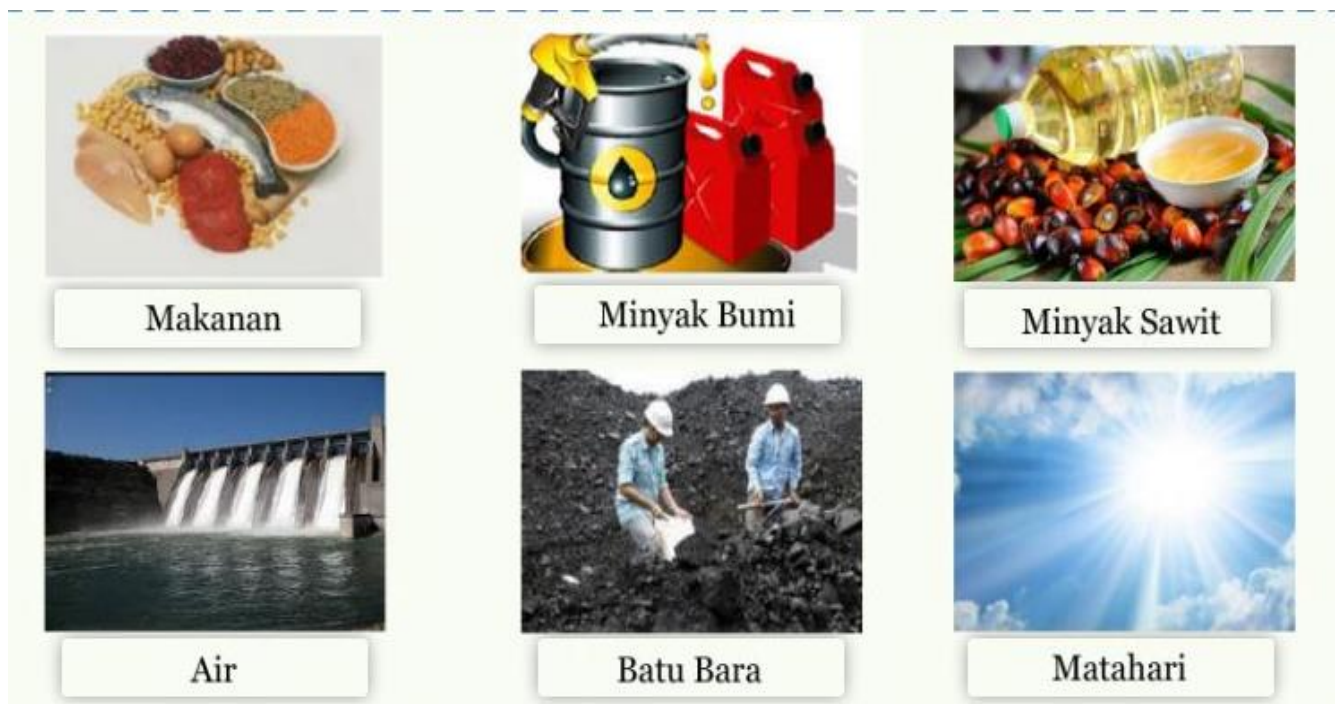 Makanan
Minyak Bumi
Minyak Sawit
Air
Batu Bara
Matahari